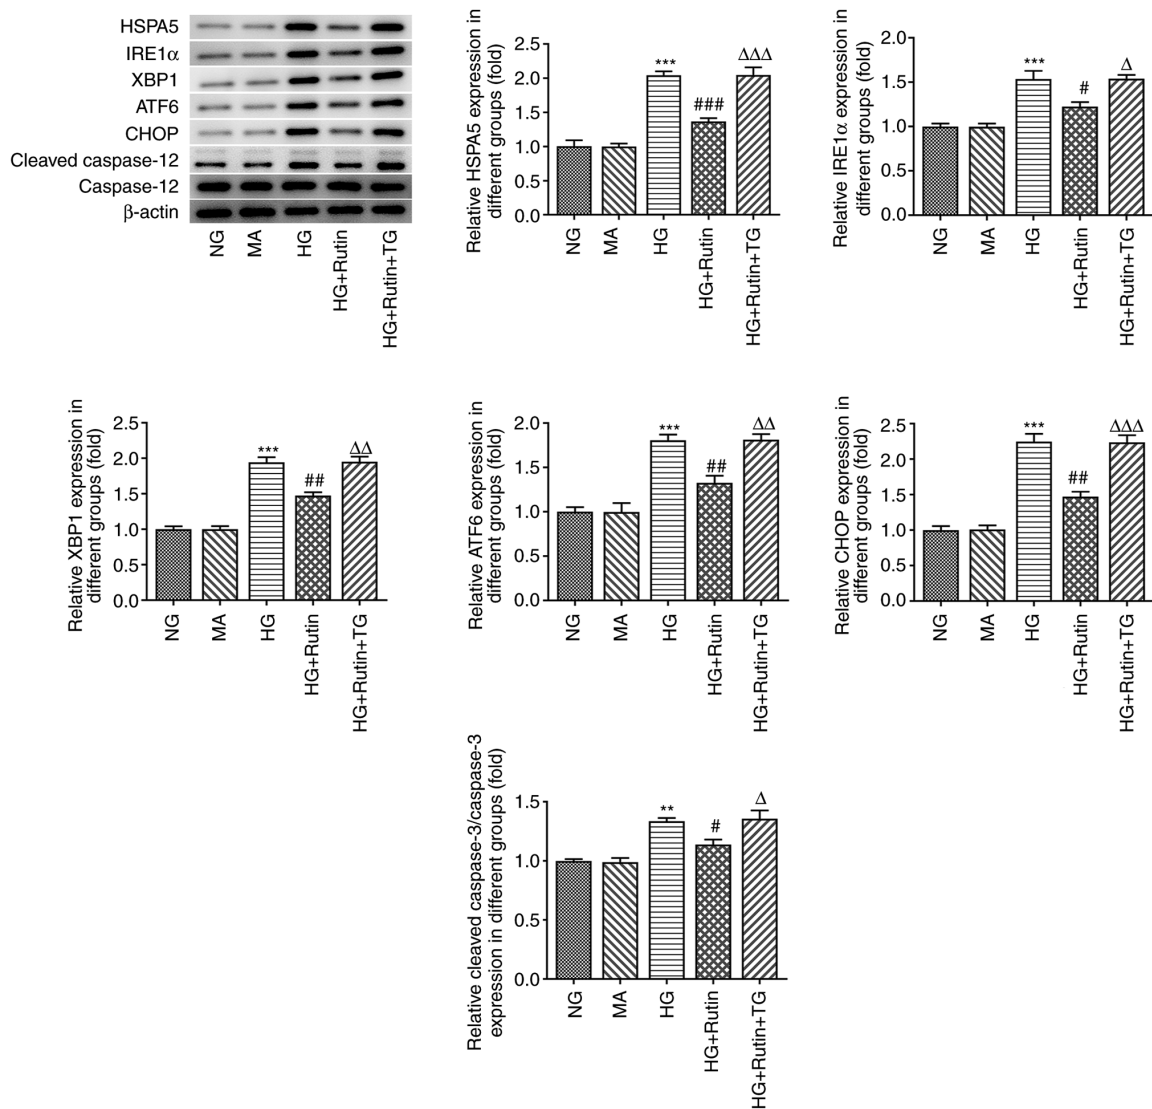 HSPA5
IRE1α
XBP1
ATF6
CHOP
Cleaved caspase-12
Caspase-12
β-actin
NG
MA
HG
HG+Rutin
HG+Rutin+TG
Relative HSPA5 expression in
different groups (fold)
2.5
2.0
1.5
1.0
0.5
0.0
***
###
ΔΔΔ
NG
MA
HG
HG+Rutin
HG+Rutin+TG
Relative IRE1α expression in
different groups (fold)
2.0
1.5
1.0
0.5
0.0
***
#
Δ
NG
MA
HG
HG+Rutin
HG+Rutin+TG
Relative XBP1 expression in
different groups (fold)
2.5
2.0
1.5
1.0
0.5
0.0
***
##
ΔΔ
NG
MA
HG
HG+Rutin
HG+Rutin+TG
Relative ATF6 expression in
different groups (fold)
2.0
1.5
1.0
0.5
0.0
***
##
ΔΔ
NG
MA
HG
HG+Rutin
HG+Rutin+TG
Relative CHOP expression in
different groups (fold)
2.5
2.0
1.5
1.0
0.5
0.0
***
##
ΔΔΔ
NG
MA
HG
HG+Rutin
HG+Rutin+TG
Relative cleaved caspase-3/caspase-3
expression in different groups (fold)
1.5
1.0
0.5
0.0
**
#
Δ
NG
MA
HG
HG+Rutin
HG+Rutin+TG